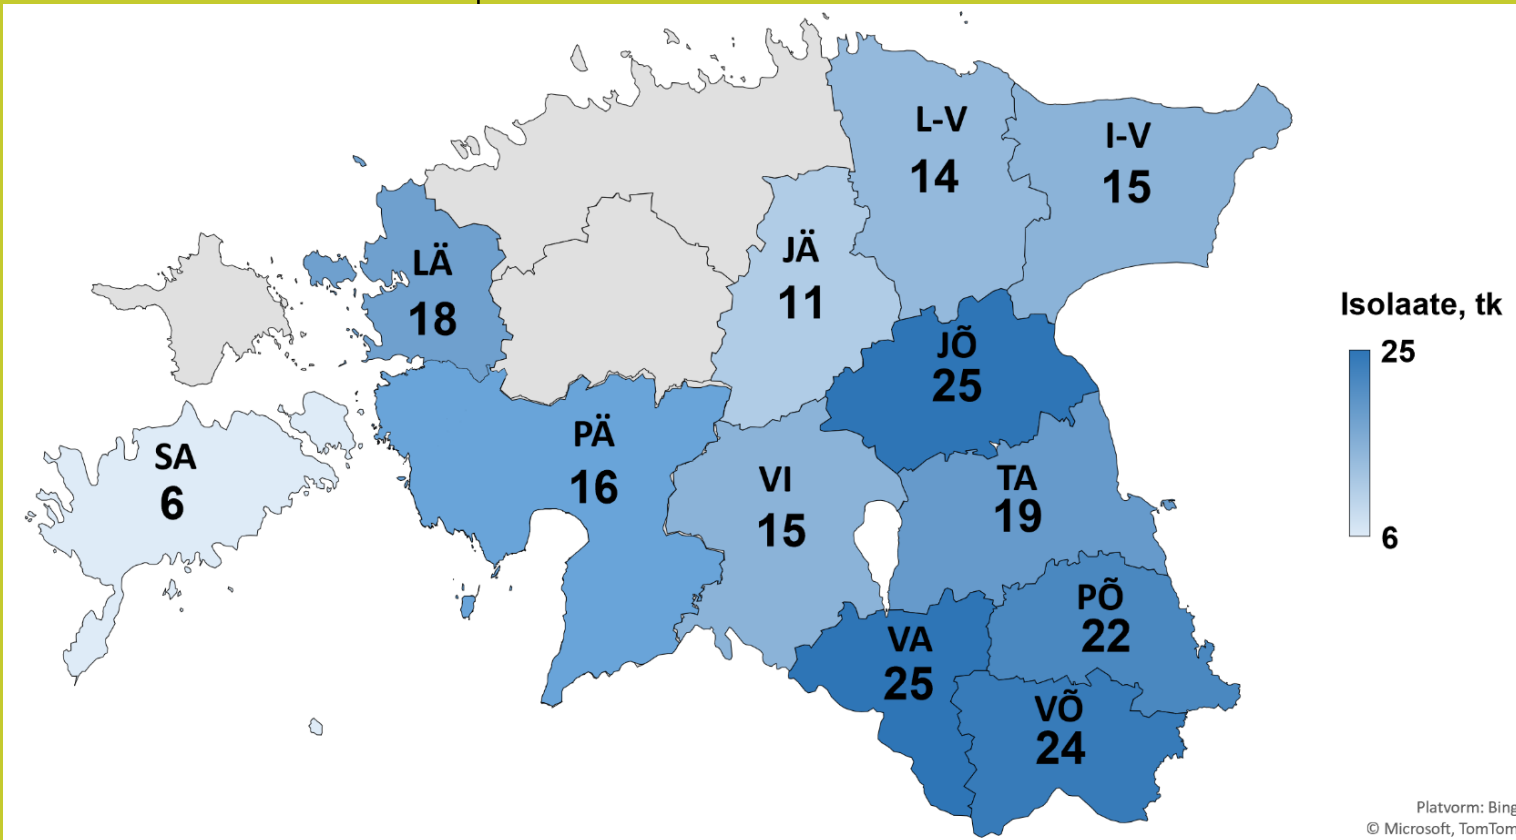 L-V
14
I-V
15
JÄ
11
LÄ
18
Isolaate, tk
25
6
JÕ
25
PÄ
16
SA
6
VI
15
TA
19
PÕ
22
VA
25
VÕ
24
Platvorm: Bing
© Microsoft, TomTom